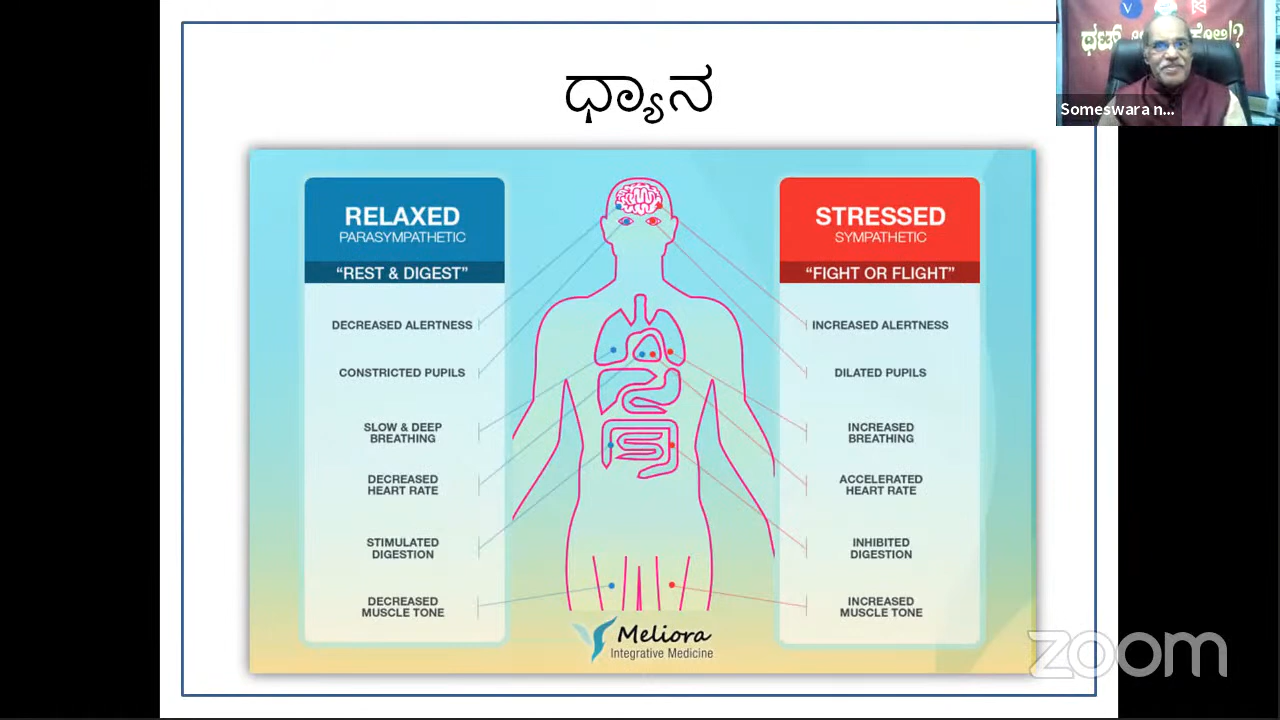 ಧ್ಯಾನ
Someswara n...
RELAXED
PARASYMPATHETIC
“REST & DIGEST”
DECREASED ALERTNESS
CONSTRICTED PUPILS
SLOW & DEEP
BREATHING
DECREASED
HEART RATE
STIMULATED
DIGESTION
DECREASED
MUSCLE TONE
STRESSED
SYMPATHETIC
“FIGHT OR FLIGHT”
INCREASED ALERTNESS
DILATED PUPILS
INCREASED
BREATHING
ACCELERATED
HEART RATE
INHIBITED
DIGESTION
INCREASED
MUSCLE TONE
Meliora
Integrative Medicine
zoom